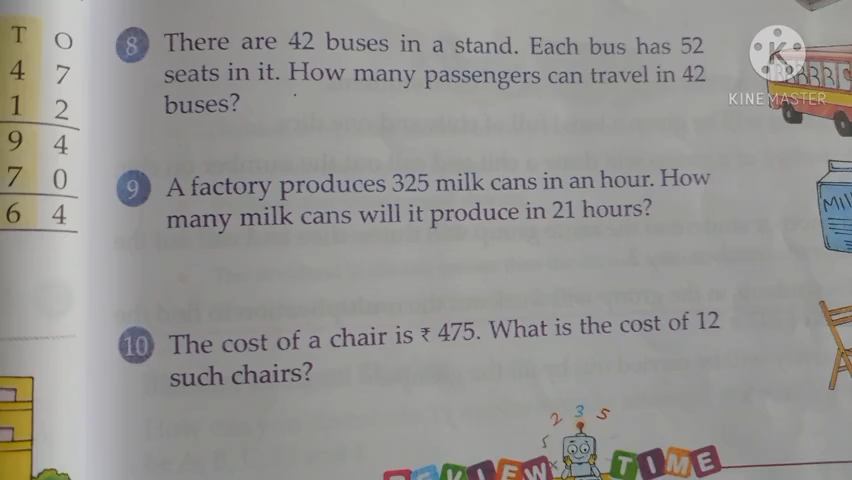 T O
4 7
1 2
9 4
7 0
6 4
8 There are 42 buses in a stand. Each bus has 52
seats in it. How many passengers can travel in 42
buses?
9 A factory produces 325 milk cans in an hour. How
many milk cans will it produce in 21 hours?
10 The cost of a chair is ₹ 475. What is the cost of 12
such chairs?
2 3 5
5
REVIEW TIME
K
KINEMASTER
MIL